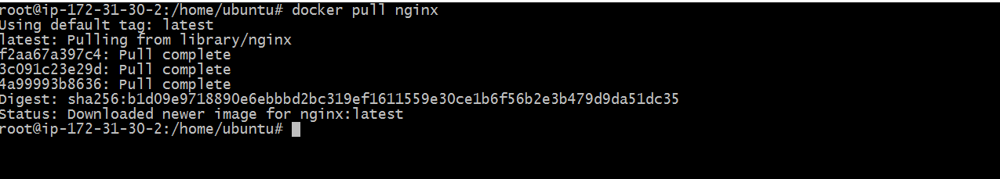 root@ip-172-31-30-2:/home/ubuntu# docker pull nginx
Using default tag: latest
latest: Pulling from library/nginx
f2aa67a397c4: Pull complete
3c091c23e29d: Pull complete
4a99993b8636: Pull complete
Digest: sha256:b1d09e9718890e6ebbbd2bc319ef1611559e30ce1b6f56b2e3b479d9da51dc35
Status: Downloaded newer image for nginx:latest
root@ip-172-31-30-2:/home/ubuntu#